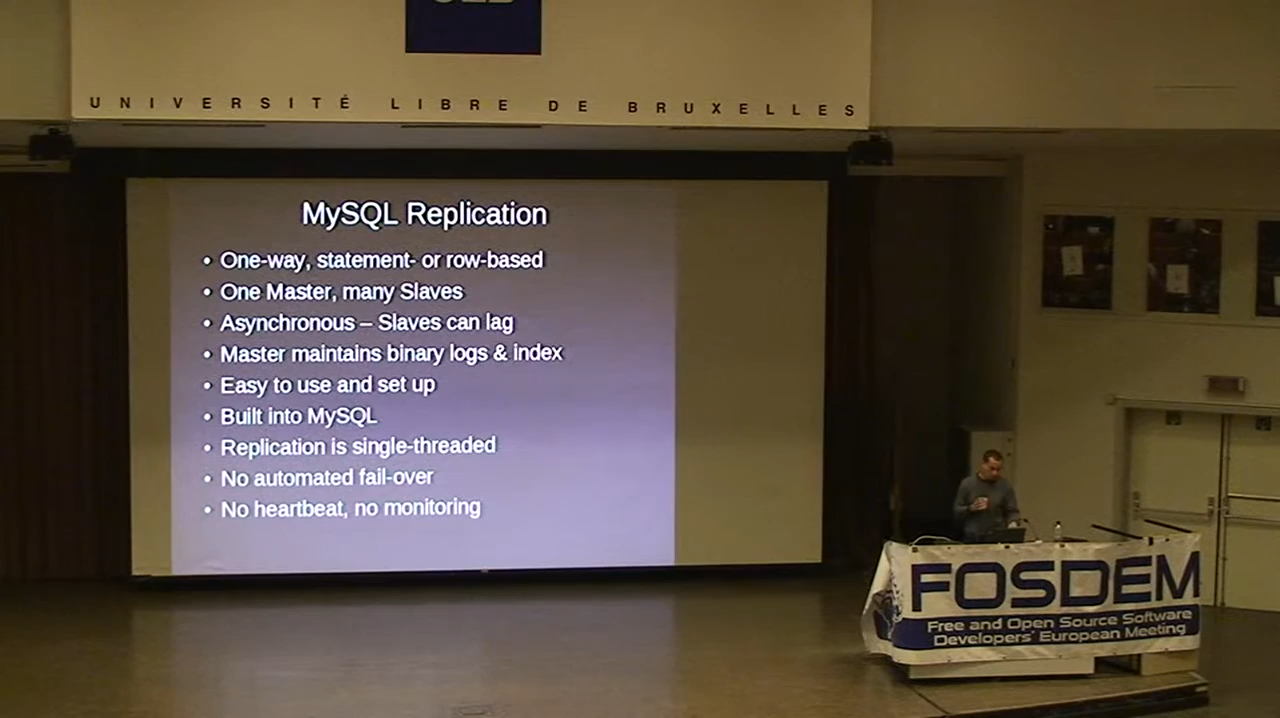 UNIVERSITÉ LIBRE DE BRUXELLES
MySQL Replication
• One-way, statement- or row-based
• One Master, many Slaves
• Asynchronous – Slaves can lag
• Master maintains binary logs & index
• Easy to use and set up
• Built into MySQL
• Replication is single-threaded
• No automated fail-over
• No heartbeat, no monitoring
FOSDEM
Free and Open Source Software
Developers' European Meeting